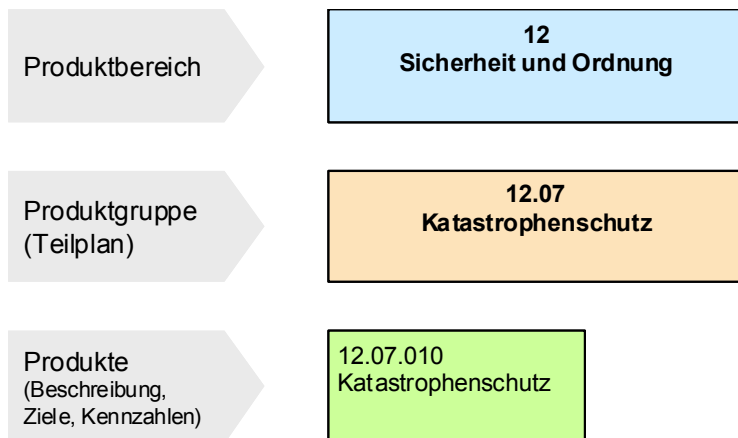 Produktbereich
12
Sicherheit und Ordnung
Produktgruppe
(Teilplan)
12.07
Katastrophenschutz
Produkte
(Beschreibung,
Ziele, Kennzahlen)
12.07.010
Katastrophenschutz